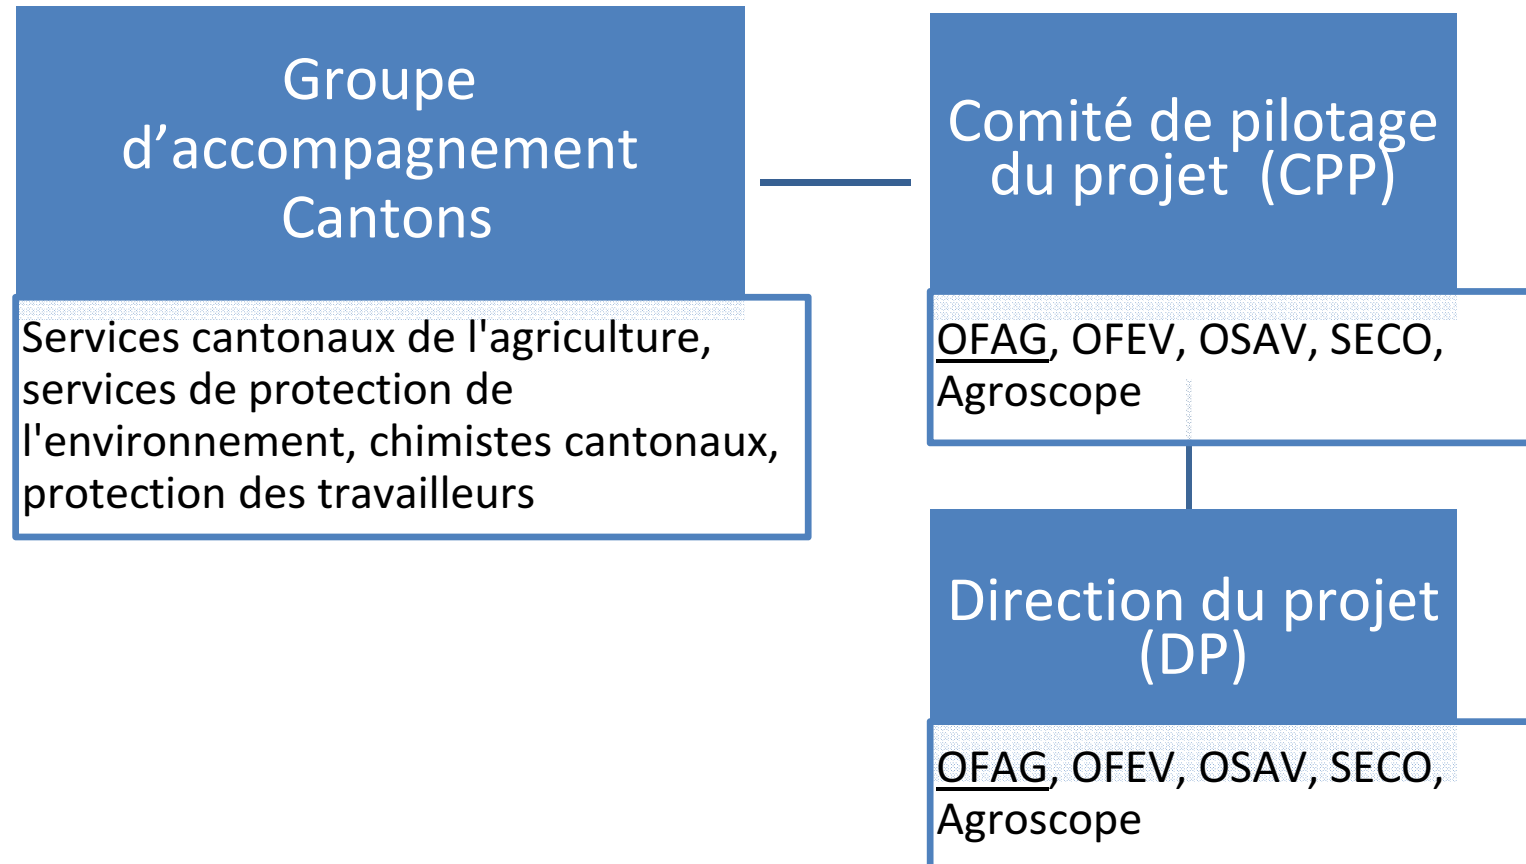 Groupe
d’accompagnement
Cantons
Services cantonaux de l'agriculture,
services de protection de
l'environnement, chimistes cantonaux,
protection des travailleurs
Comité de pilotage
du projet (CPP)
OFAG, OFEV, OSAV, SECO,
Agroscope
Direction du projet
(DP)
OFAG, OFEV, OSAV, SECO,
Agroscope